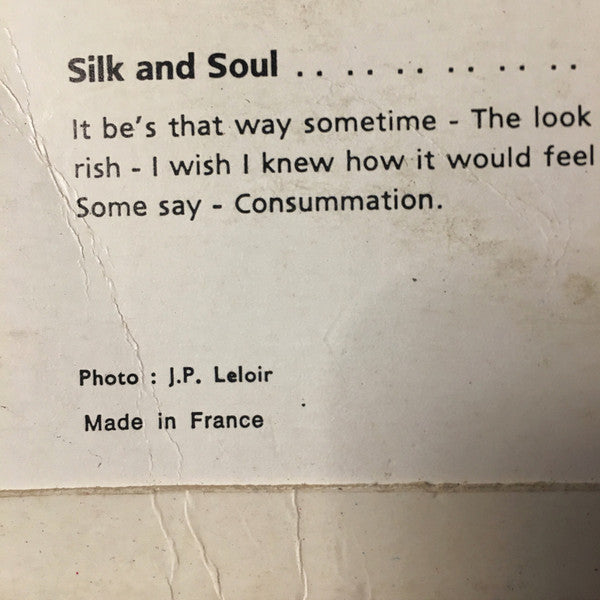 Silk and Soul .. .. .. .. .. ..
It be's that way sometime - The look
rish - I wish I knew how it would feel
Some say - Consummation.
Photo : J.P. Leloir
Made in France